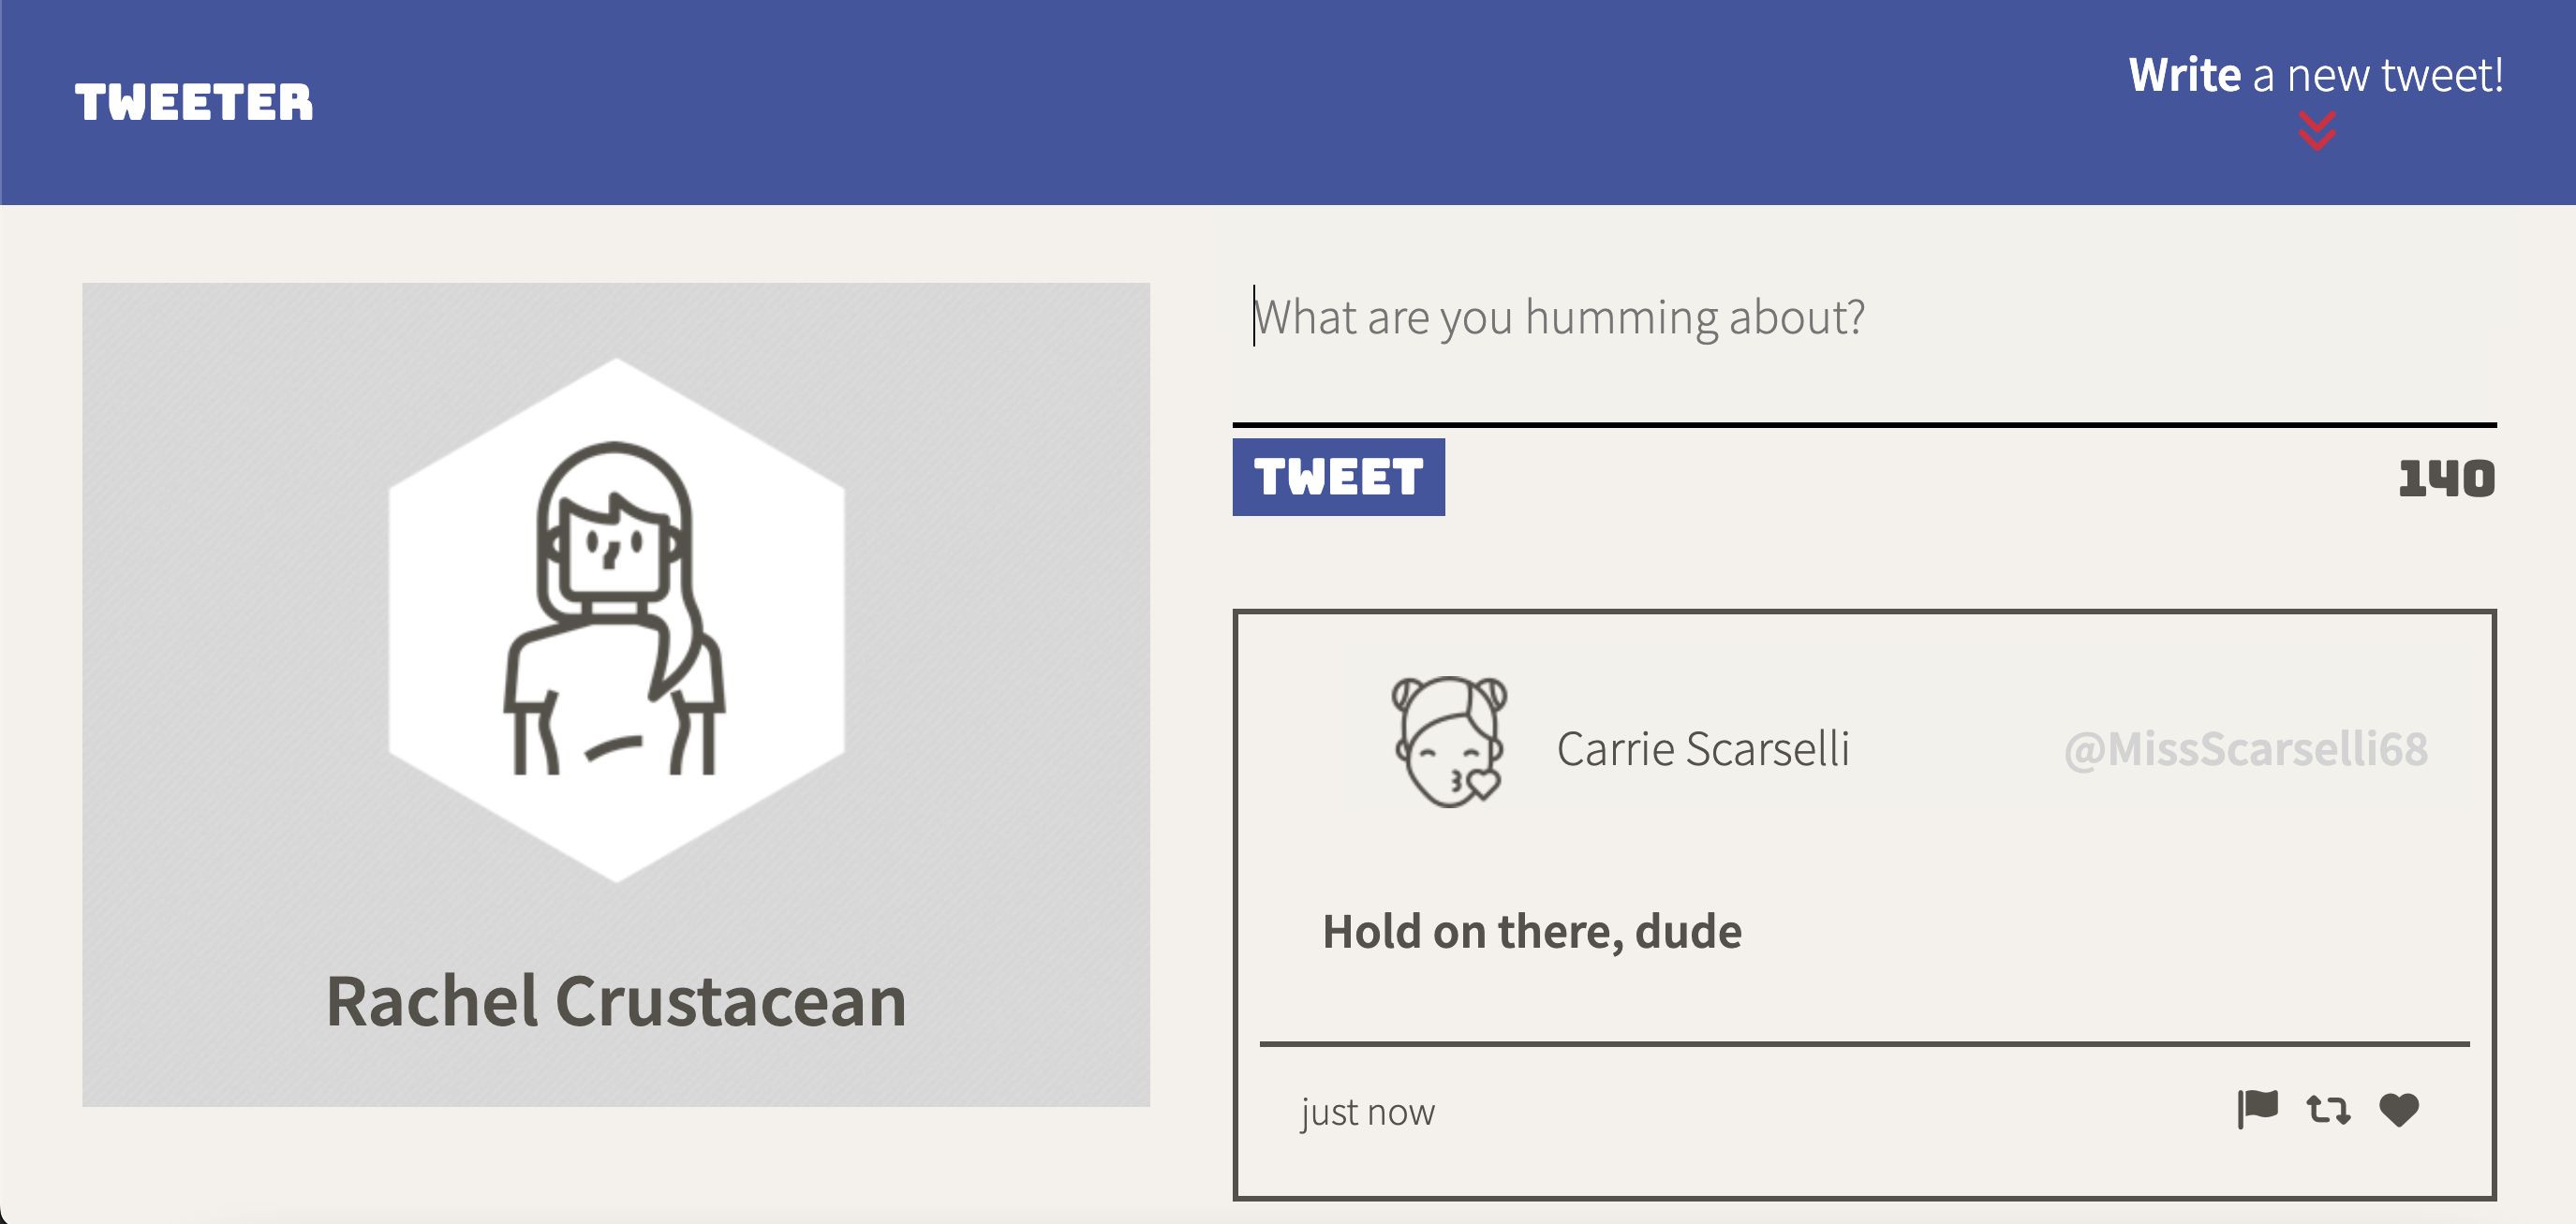 TWEETER
Write a new tweet!
What are you humming about?
TWEET
140
Rachel Crustacean
Carrie Scarselli
@MissScarselli68
Hold on there, dude
just now